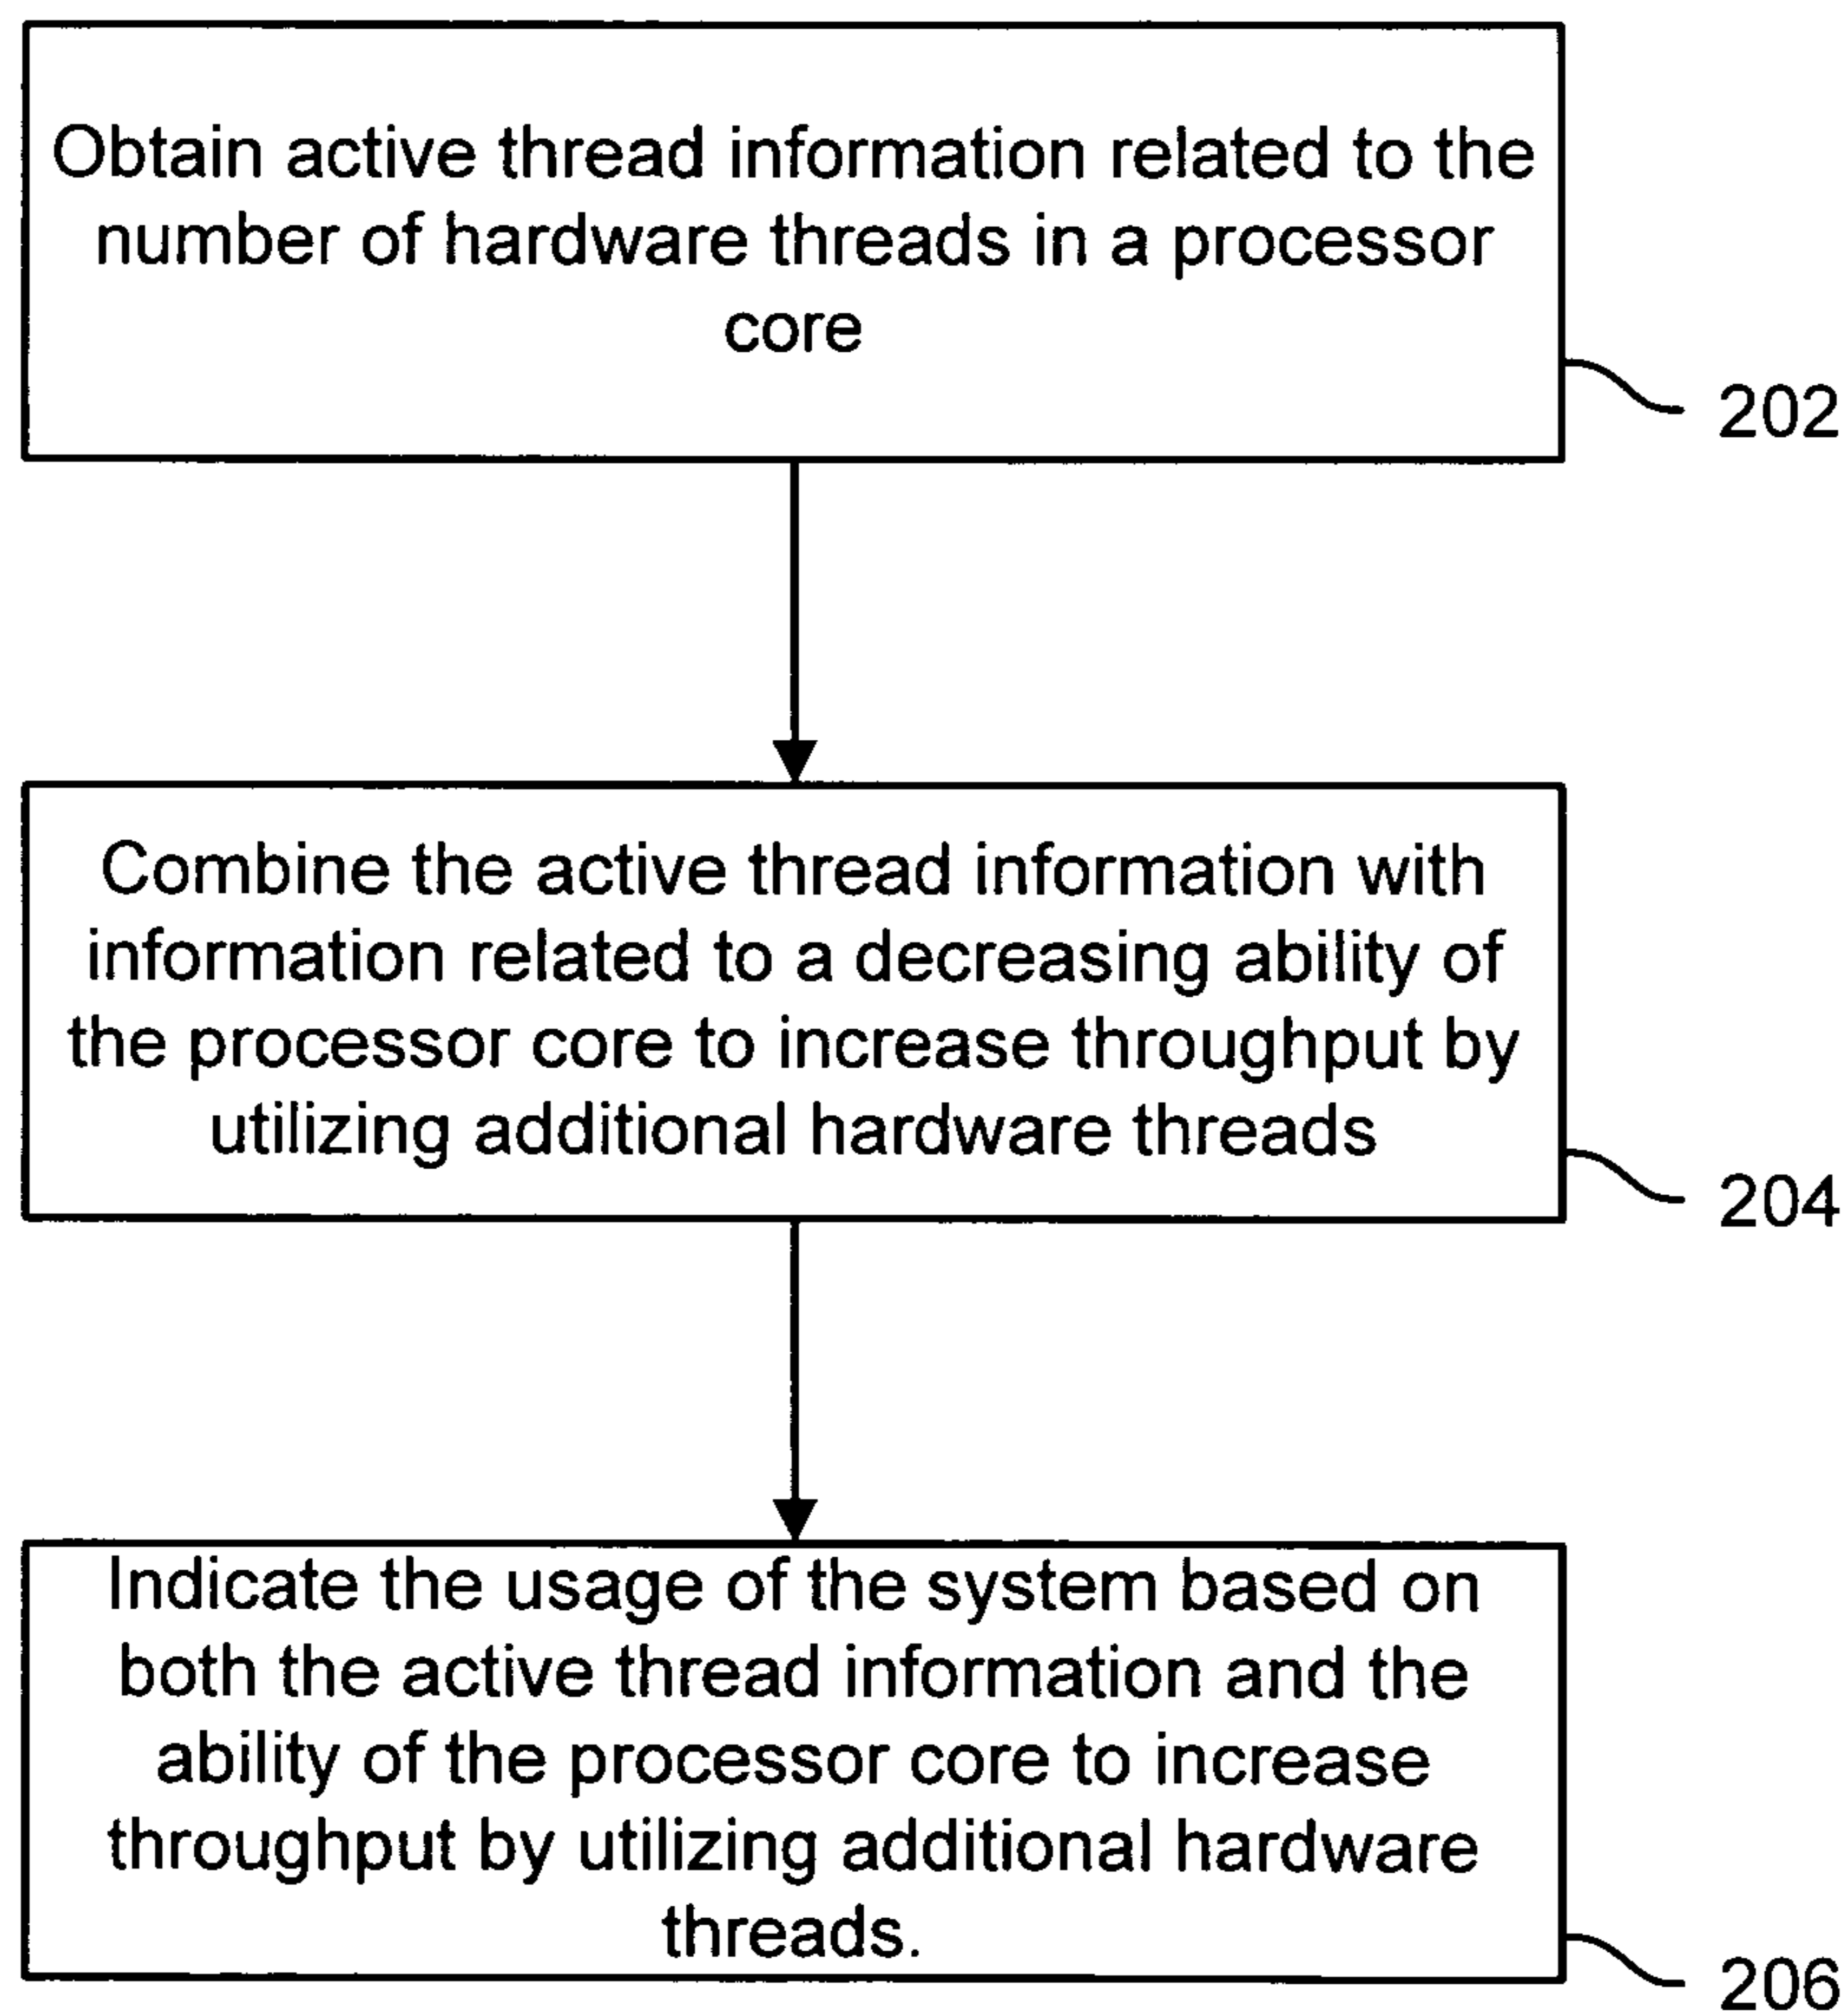 Obtain active thread information related to the
number of hardware threads in a processor
core
202
Combine the active thread information with
information related to a decreasing ability of
the processor core to increase throughput by
utilizing additional hardware threads
204
Indicate the usage of the system based on
both the active thread information and the
ability of the processor core to increase
throughput by utilizing additional hardware
threads.
206